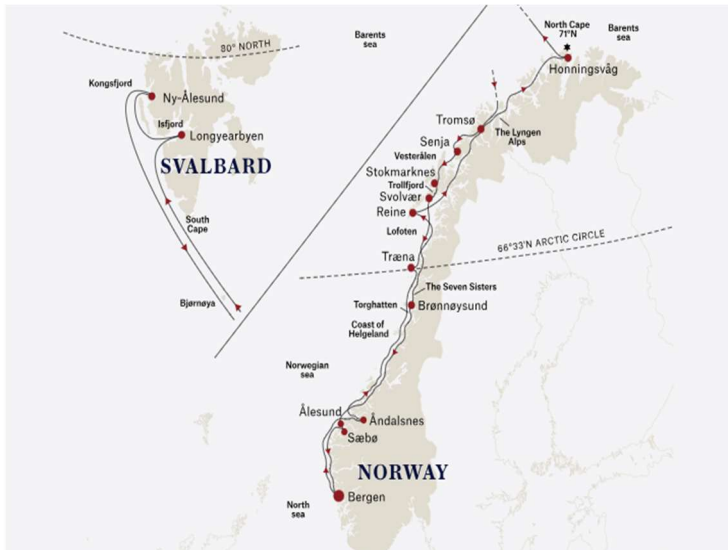 80° NORTH
Barents
sea
North Cape
71°N
Barents
sea
Honningsvåg
Kongsfjord
Ny-Ålesund
Isfjord
Longyearbyen
SVALBARD
South
Cape
Bjørnøya
Tromsø
The Lyngen
Alps
Senja
Vesterålen
Stokmarknes
Trollfjord
Svolvær
Reine
Lofoten
66°33'N ARCTIC CIRCLE
Træna
The Seven Sisters
Torghatten
Brønnøysund
Coast of
Helgeland
Norwegian
sea
Ålesund
Åndalsnes
Sæbø
NORWAY
Bergen
North
sea